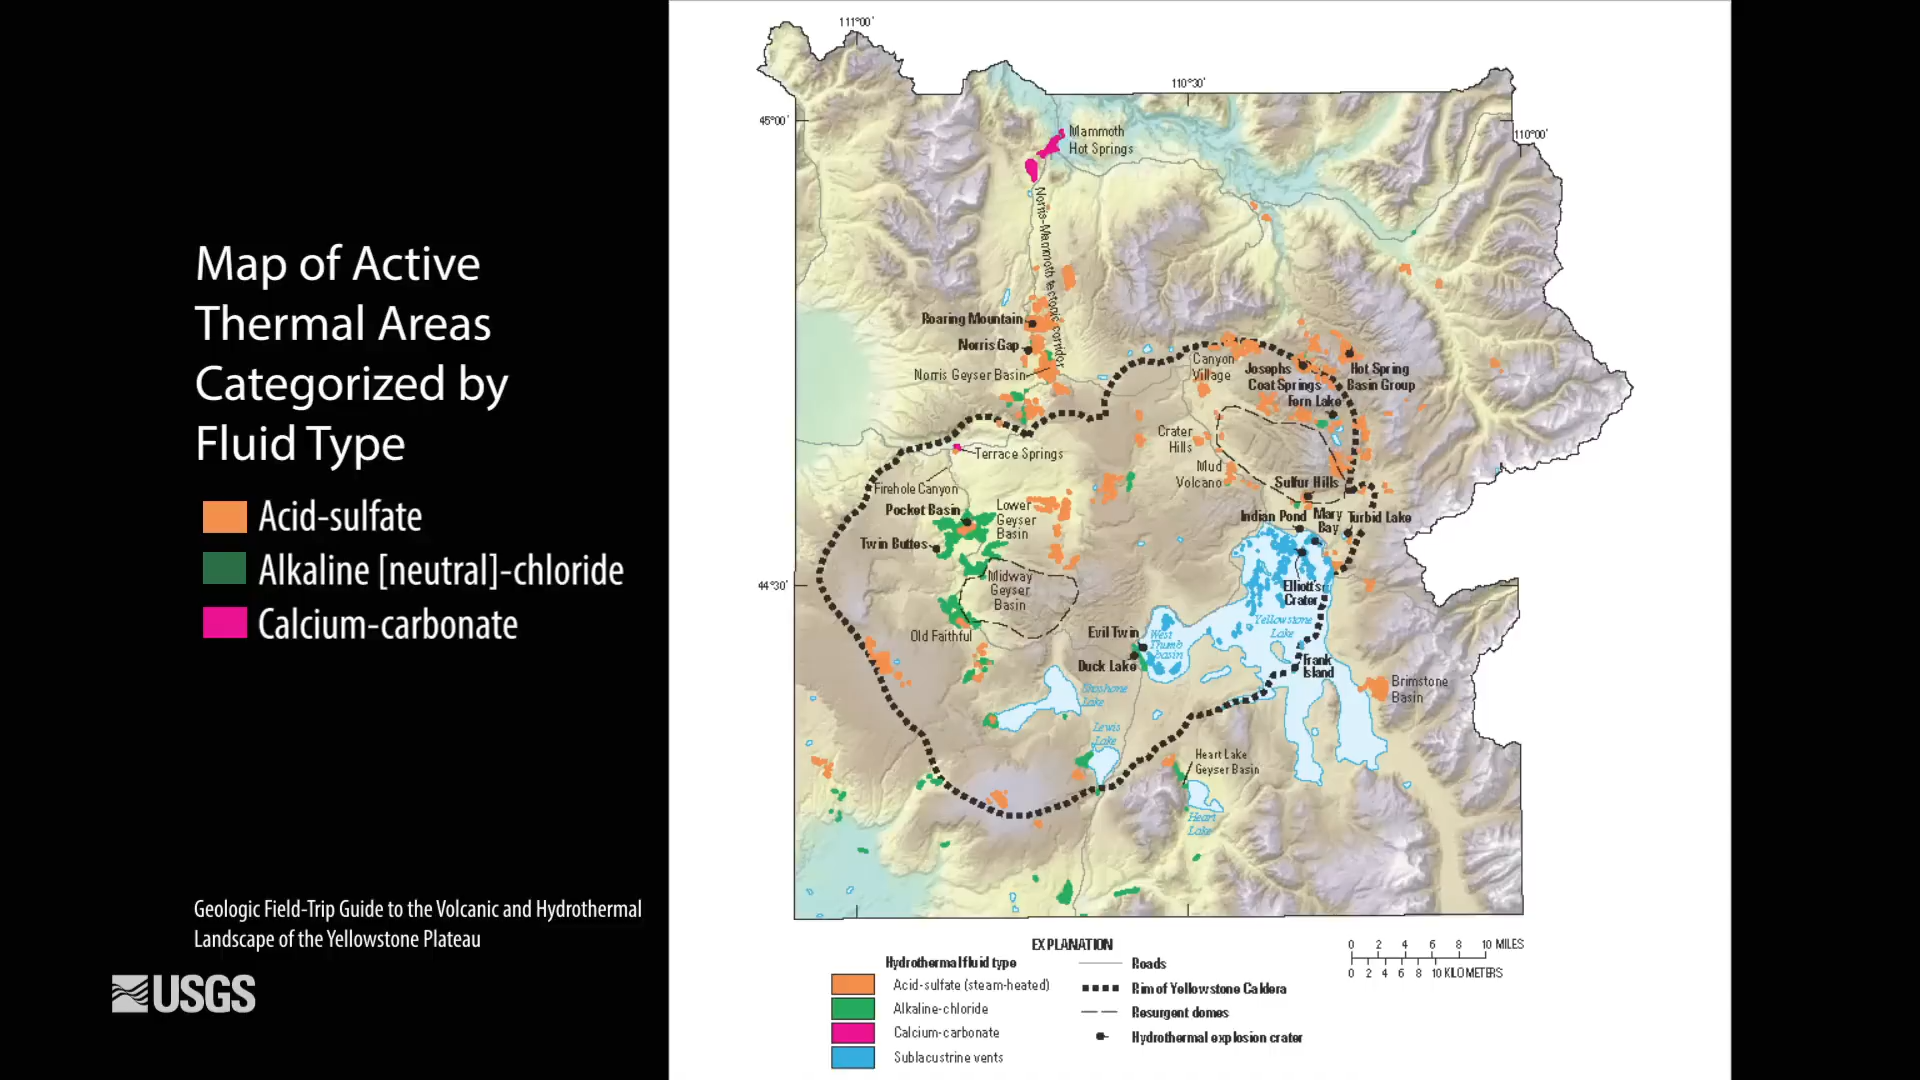 Map of Active
Thermal Areas
Categorized by
Fluid Type
Acid-sulfate
Alkaline [neutral]-chloride
Calcium-carbonate
Geologic Field-Trip Guide to the Volcanic and Hydrothermal
Landscape of the Yellowstone Plateau
USGS
111°00'
110°30'
45°00'
110°00'
Mammoth
Hot Springs
Norris-Mammoth tectonic corridor
Roaring Mountain
Norris Gap
Norris Geyser Basin
Canyon
Village
Josephs
Coat Springs
Hot Spring
Basin Group
Fern Lake
Crater
Hills
Mud
Volcano
Terrace Springs
Sulfur Hills
Firehole Canyon
Pocket Basin
Lower
Geyser
Basin
Indian Pond
Mary
Bay
Turbid Lake
Twin Buttes
44°30'
Midway
Geyser
Basin
Elliott's
Crater
Yellowstone
Lake
Old Faithful
Evil Twin
West
Thumb
basin
Duck Lake
Frank
Island
Brimstone
Basin
Shoshone
Lake
Lewis
Lake
Heart Lake
Geyser Basin
Heart
Lake
EXPLANATION
Hydrothermal fluid type
Acid-sulfate (steam-heated)
Alkaline-chloride
Calcium-carbonate
Sublacustrine vents
Roads
Rim of Yellowstone Caldera
Resurgent domes
Hydrothermal explosion crater
0 2 4 6 8 10 MILES
0 2 4 6 8 10 KILOMETERS